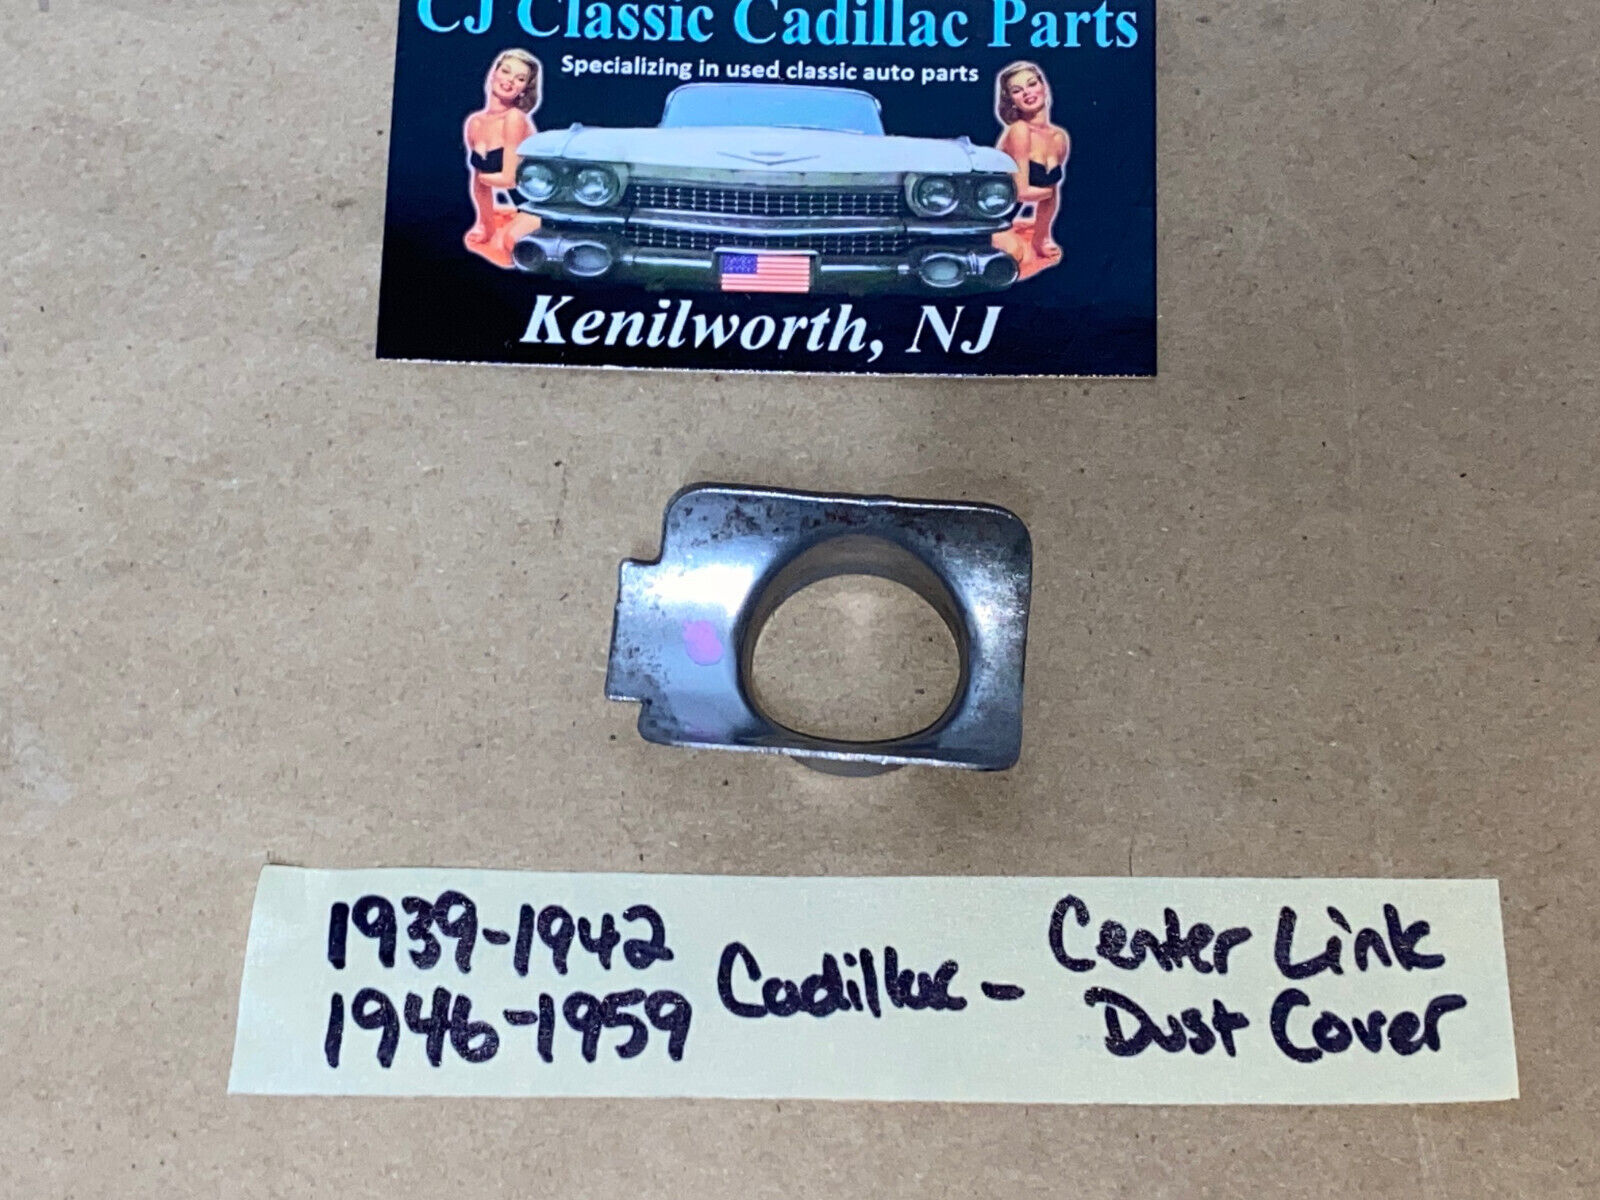 CJ Classic Cadillac Parts
Specializing in used classic auto parts
Kenilworth, NJ
1939-1942
1946-1959
Cadillac -
Center Link
Dust Cover